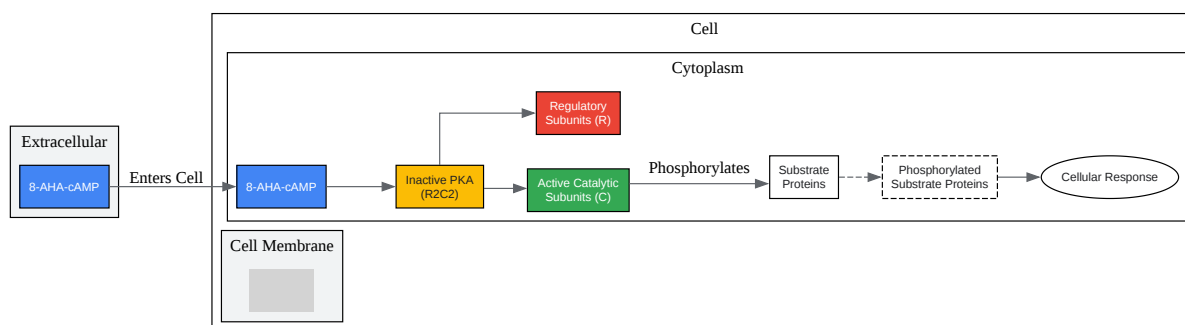 Cell
Cytoplasm
Extracellular
8-AHA-cAMP
Enters Cell
8-AHA-cAMP
Inactive PKA
(R2C2)
Regulatory
Subunits (R)
Active Catalytic
Subunits (C)
Phosphorylates
Substrate
Proteins
Phosphorylated
Substrate Proteins
Cellular Response
Cell Membrane